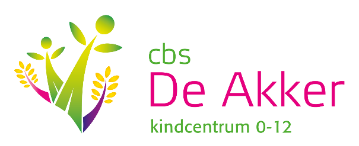 cbs
De Akker
kindcentrum 0-12